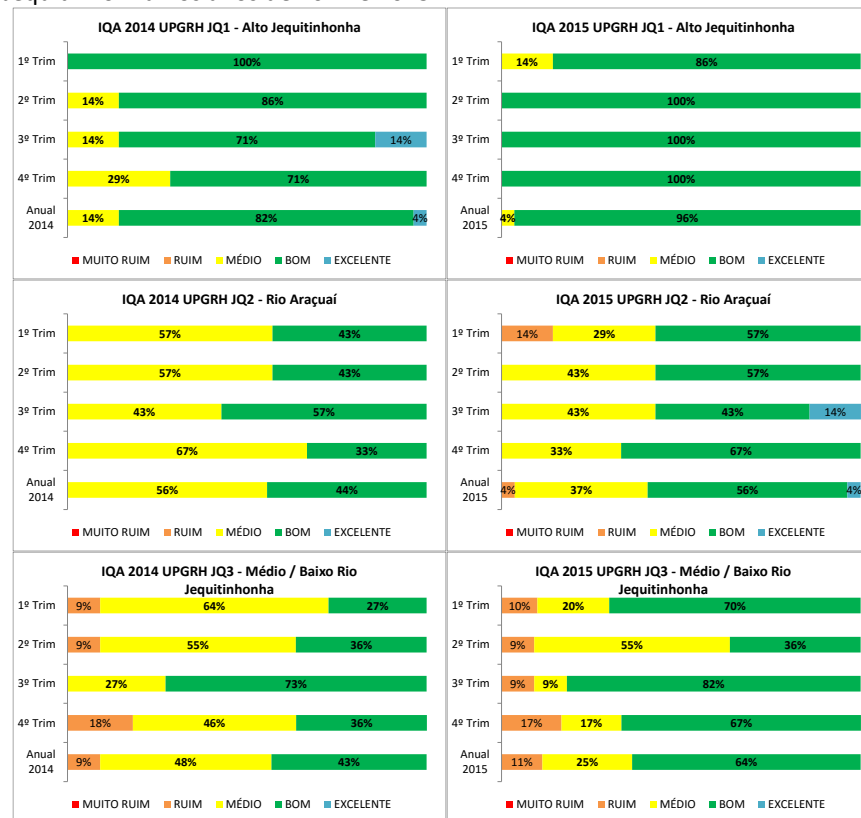 IQA 2014 UPGRH JQ1 - Alto Jequitinhonha
1º Trim 100%
2º Trim 14% 86%
3º Trim 14% 71% 14%
4º Trim 29% 71%
Anual 2014 14% 82% 4%
MUITO RUIM RUIM MÉDIO BOM EXCELENTE
IQA 2015 UPGRH JQ1 - Alto Jequitinhonha
1º Trim 14% 86%
2º Trim 100%
3º Trim 100%
4º Trim 100%
Anual 2015 4% 96%
MUITO RUIM RUIM MÉDIO BOM EXCELENTE
IQA 2014 UPGRH JQ2 - Rio Araçuaí
1º Trim 57% 43%
2º Trim 57% 43%
3º Trim 43% 57%
4º Trim 67% 33%
Anual 2014 56% 44%
MUITO RUIM RUIM MÉDIO BOM EXCELENTE
IQA 2015 UPGRH JQ2 - Rio Araçuaí
1º Trim 14% 29% 57%
2º Trim 43% 57%
3º Trim 43% 43% 14%
4º Trim 33% 67%
Anual 2015 4% 37% 56% 4%
MUITO RUIM RUIM MÉDIO BOM EXCELENTE
IQA 2014 UPGRH JQ3 - Médio / Baixo Rio
Jequitinhonha
1º Trim 9% 64% 27%
2º Trim 9% 55% 36%
3º Trim 27% 73%
4º Trim 18% 46% 36%
Anual 2014 9% 48% 43%
MUITO RUIM RUIM MÉDIO BOM EXCELENTE
IQA 2015 UPGRH JQ3 - Médio / Baixo Rio
Jequitinhonha
1º Trim 10% 20% 70%
2º Trim 9% 55% 36%
3º Trim 9% 9% 82%
4º Trim 17% 17% 67%
Anual 2015 11% 25% 64%
MUITO RUIM RUIM MÉDIO BOM EXCELENTE